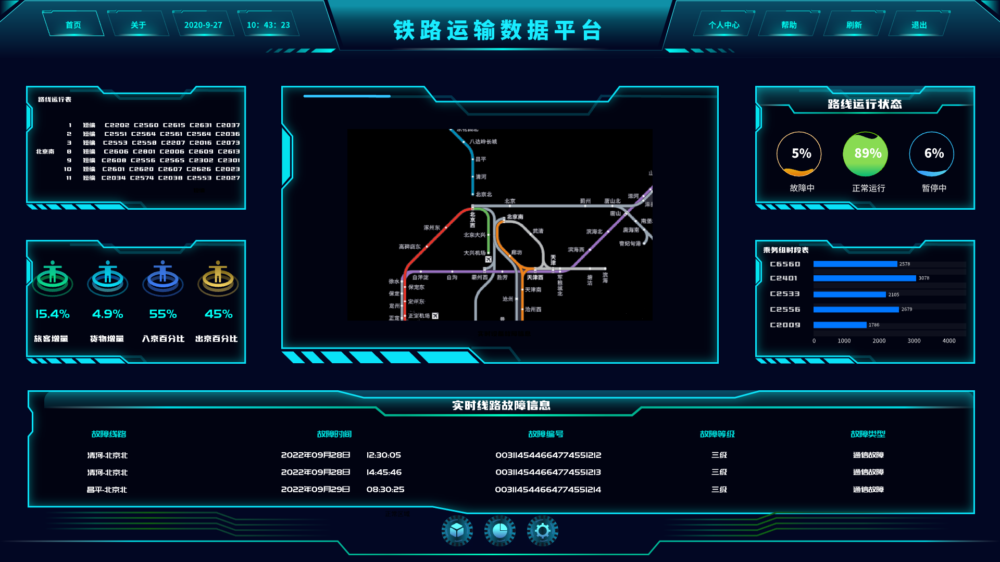 首页 关于 2020-9-27 10：43：23
铁路运输数据平台
个人中心 帮助 刷新 退出
路线运行表
1 短编 C2202 C2560 C2615 C2631 C2037
2 短编 C2551 C2564 C2561 C2564 C2036
3 短编 C2553 C2558 C2207 C2016 C2073
北京南 8 短编 C2606 C2801 C2006 C2609 C2613
9 短编 C2608 C2556 C2565 C2302 C2301
10 短编 C2601 C2620 C2607 C2626 C2023
11 短编 C2034 C2574 C2038 C2553 C2027
15.4% 4.9% 55% 45%
旅客增量 货物增量 入京百分比 出京百分比
八达岭长城
昌平
清河
北京北
北京
蓟州
唐山北
滦河
唐山
北京西
北京南
涿州东
北京大兴
武清
滨海北
唐海南
南堡
曹妃甸港
高碑店东
大兴机场
廊坊
天津
滨海西
白洋淀
白沟
霸州西
胜芳
天津西
军粮城北
塘沽
滨海
徐水
保定东
保定
天津南
沧州
定州东
定州
沧州西
正定机场
正定
路线运行状态
5% 89% 6%
故障中 正常运行 暂停中
乘务组时段表
C6560 2578
C2401 3078
C2533 2105
C2556 2679
C2009 1786
0 1000 2000 3000 4000
实时线路故障信息
故障线路 故障时间 故障编号 故障等级 故障类型
清河-北京北 2022年09月28日 12:30:05 00311454466477455​1212 三级 通信故障
清河-北京北 2022年09月28日 14:45:46 003114544664774551213 三级 通信故障
昌平-北京北 2022年09月29日 08:30:25 003114544664774551214 三级 通信故障